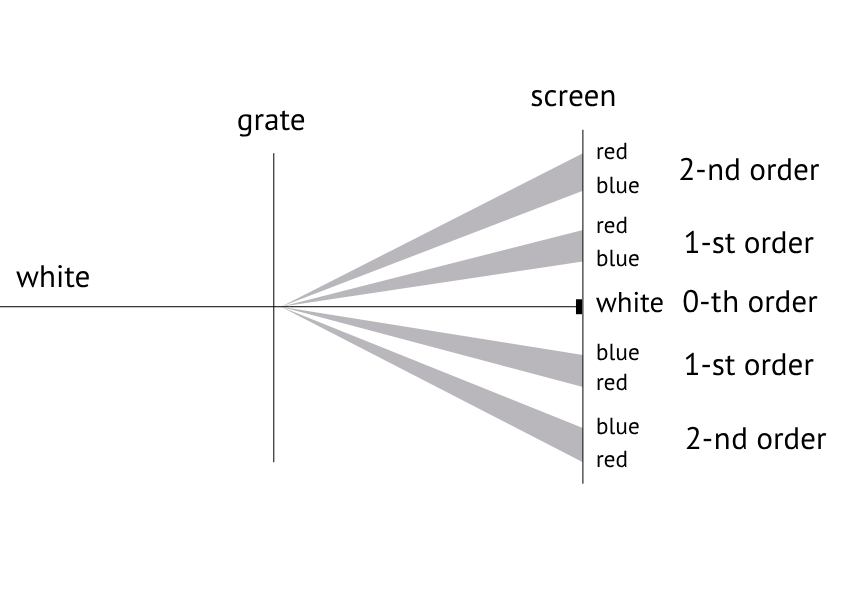 screen
grate
red
2-nd order
blue
red
1-st order
blue
white
white 0-th order
blue
1-st order
red
blue
2-nd order
red